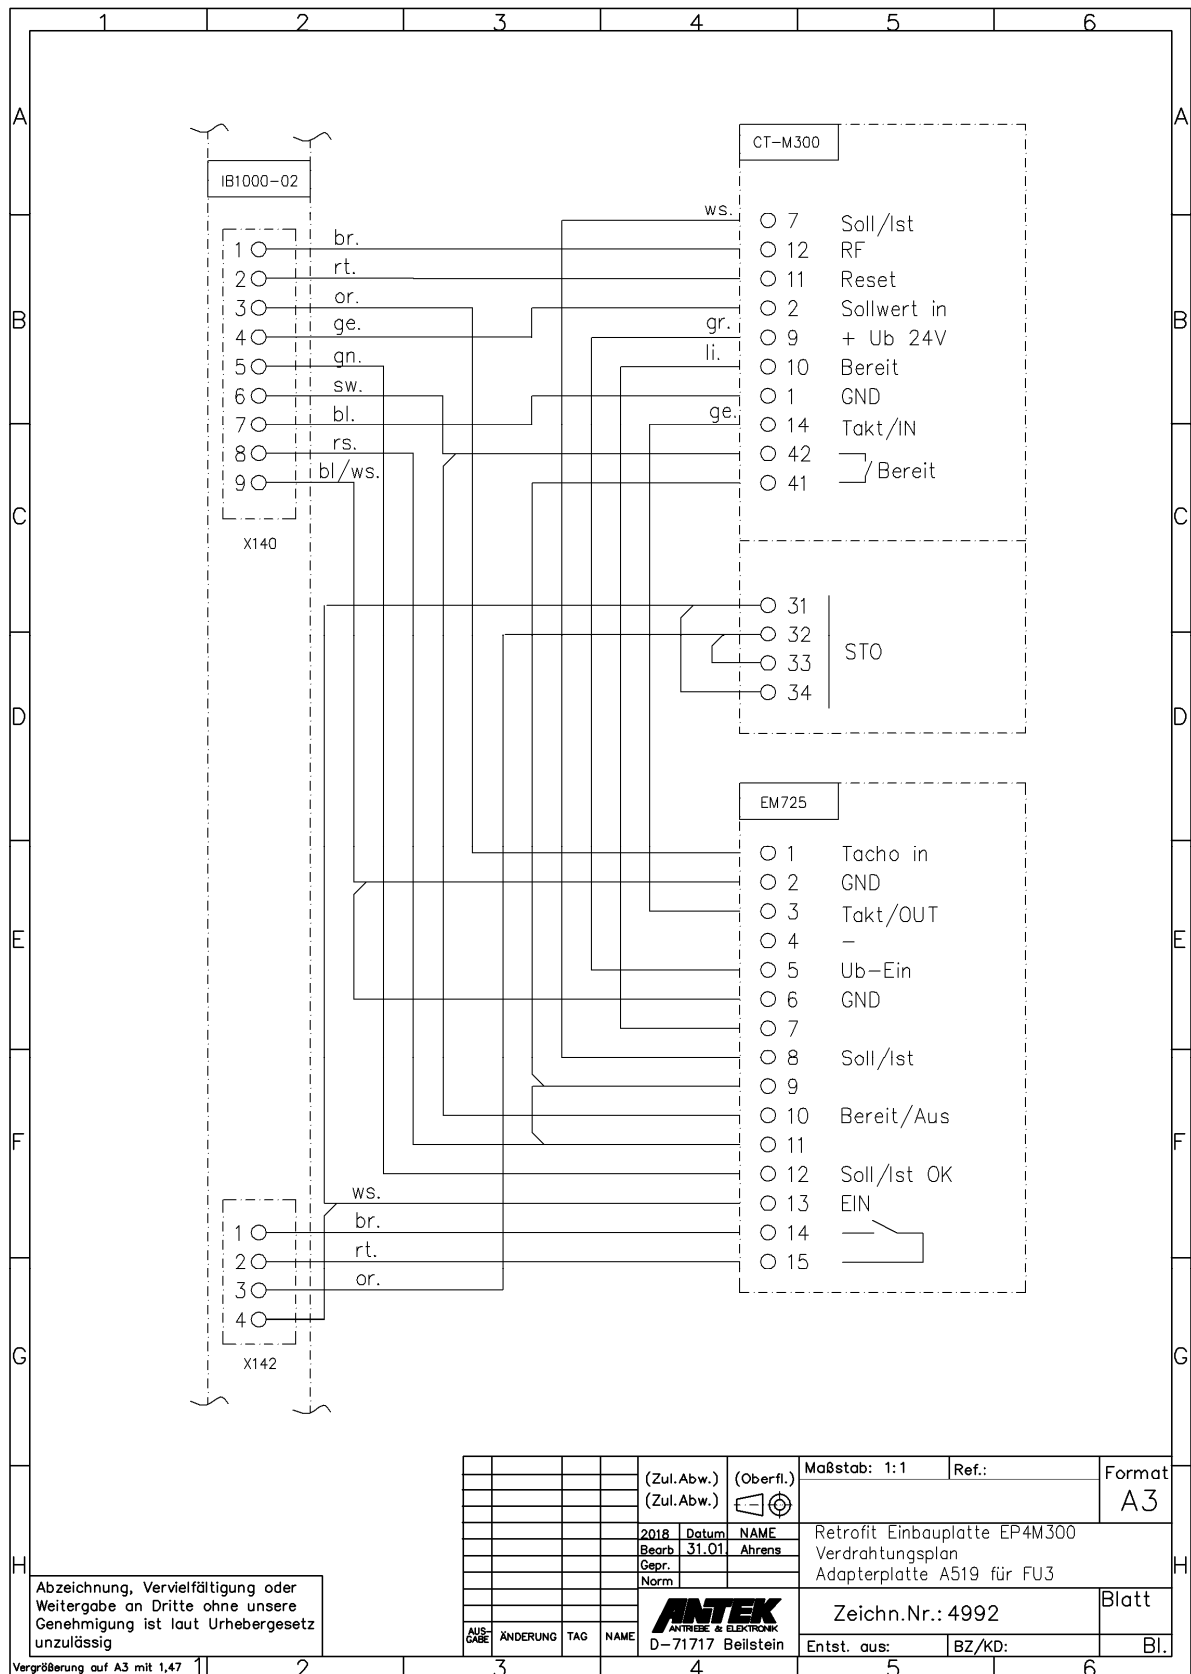 1 2 3 4 5 6
A A
B B
C C
D D
E E
F F
G G
H H
IB1000-02
1 br.
2 rt.
3 or.
4 ge.
5 gn.
6 sw.
7 bl.
8 rs.
9 bl/ws.
X140
CT-M300
ws. 7 Soll/Ist
12 RF
11 Reset
2 Sollwert in
gr. 9 + Ub 24V
li. 10 Bereit
1 GND
ge. 14 Takt/IN
42
41
/Bereit
31
32
33
34
STO
EM725
1 Tacho in
2 GND
3 Takt/OUT
4 -
5 Ub-Ein
6 GND
7
8 Soll/Ist
9
10 Bereit/Aus
11
12 Soll/Ist OK
ws. 13 EIN
14
15
1 br.
2 rt.
3 or.
4
X142
(Zul.Abw.) (Oberfl.)
(Zul.Abw.)
Maßstab: 1:1 Ref.:
Format
A3
2018 Datum NAME
Bearb 31.01. Ahrens
Gepr.
Norm
Retrofit Einbauplatte EP4M300
Verdrahtungsplan
Adapterplatte A519 für FU3
ANTEK
ANTRIEBE & ELEKTRONIK
D-71717 Beilstein
Zeichn.Nr.: 4992
Blatt
Entst. aus: BZ/KD: Bl.
AUS-
GABE ÄNDERUNG TAG NAME
Abzeichnung, Vervielfältigung oder
Weitergabe an Dritte ohne unsere
Genehmigung ist laut Urhebergesetz
unzulässig
Vergrößerung auf A3 mit 1,47
1 2 3 4 5 6